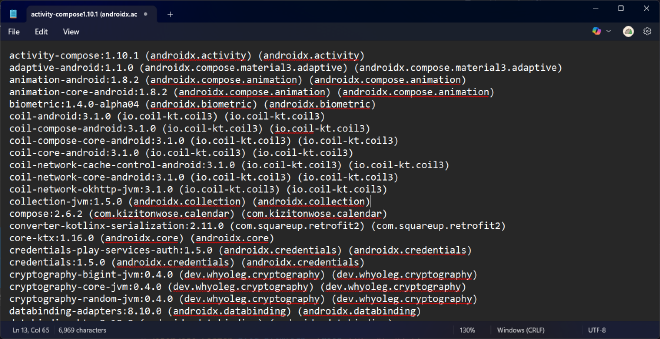 activity-compose1.10.1 (androidx.ac
File Edit View
activity-compose:1.10.1 (androidx.activity) (androidx.activity)
adaptive-android:1.1.0 (androidx.compose.material3.adaptive) (androidx.compose.material3.adaptive)
animation-android:1.8.2 (androidx.compose.animation) (androidx.compose.animation)
animation-core-android:1.8.2 (androidx.compose.animation) (androidx.compose.animation)
biometric:1.4.0-alpha04 (androidx.biometric) (androidx.biometric)
coil-android:3.1.0 (io.coil-kt.coil3) (io.coil-kt.coil3)
coil-compose-android:3.1.0 (io.coil-kt.coil3) (io.coil-kt.coil3)
coil-compose-core-android:3.1.0 (io.coil-kt.coil3) (io.coil-kt.coil3)
coil-core-android:3.1.0 (io.coil-kt.coil3) (io.coil-kt.coil3)
coil-network-cache-control-android:3.1.0 (io.coil-kt.coil3) (io.coil-kt.coil3)
coil-network-core-android:3.1.0 (io.coil-kt.coil3) (io.coil-kt.coil3)
coil-network-okhttp-jvm:3.1.0 (io.coil-kt.coil3) (io.coil-kt.coil3)
collection-jvm:1.5.0 (androidx.collection) (androidx.collection)
compose:2.6.2 (com.kizitonwose.calendar) (com.kizitonwose.calendar)
converter-kotlinx-serialization:2.11.0 (com.squareup.retrofit2) (com.squareup.retrofit2)
core-ktx:1.16.0 (androidx.core) (androidx.core)
credentials-play-services-auth:1.5.0 (androidx.credentials) (androidx.credentials)
credentials:1.5.0 (androidx.credentials) (androidx.credentials)
cryptography-bigint-jvm:0.4.0 (dev.whyoleg.cryptography) (dev.whyoleg.cryptography)
cryptography-core-jvm:0.4.0 (dev.whyoleg.cryptography) (dev.whyoleg.cryptography)
cryptography-random-jvm:0.4.0 (dev.whyoleg.cryptography) (dev.whyoleg.cryptography)
databinding-adapters:8.10.0 (androidx.databinding) (androidx.databinding)
Ln 13, Col 65 6,969 characters 130% Windows (CRLF) UTF-8